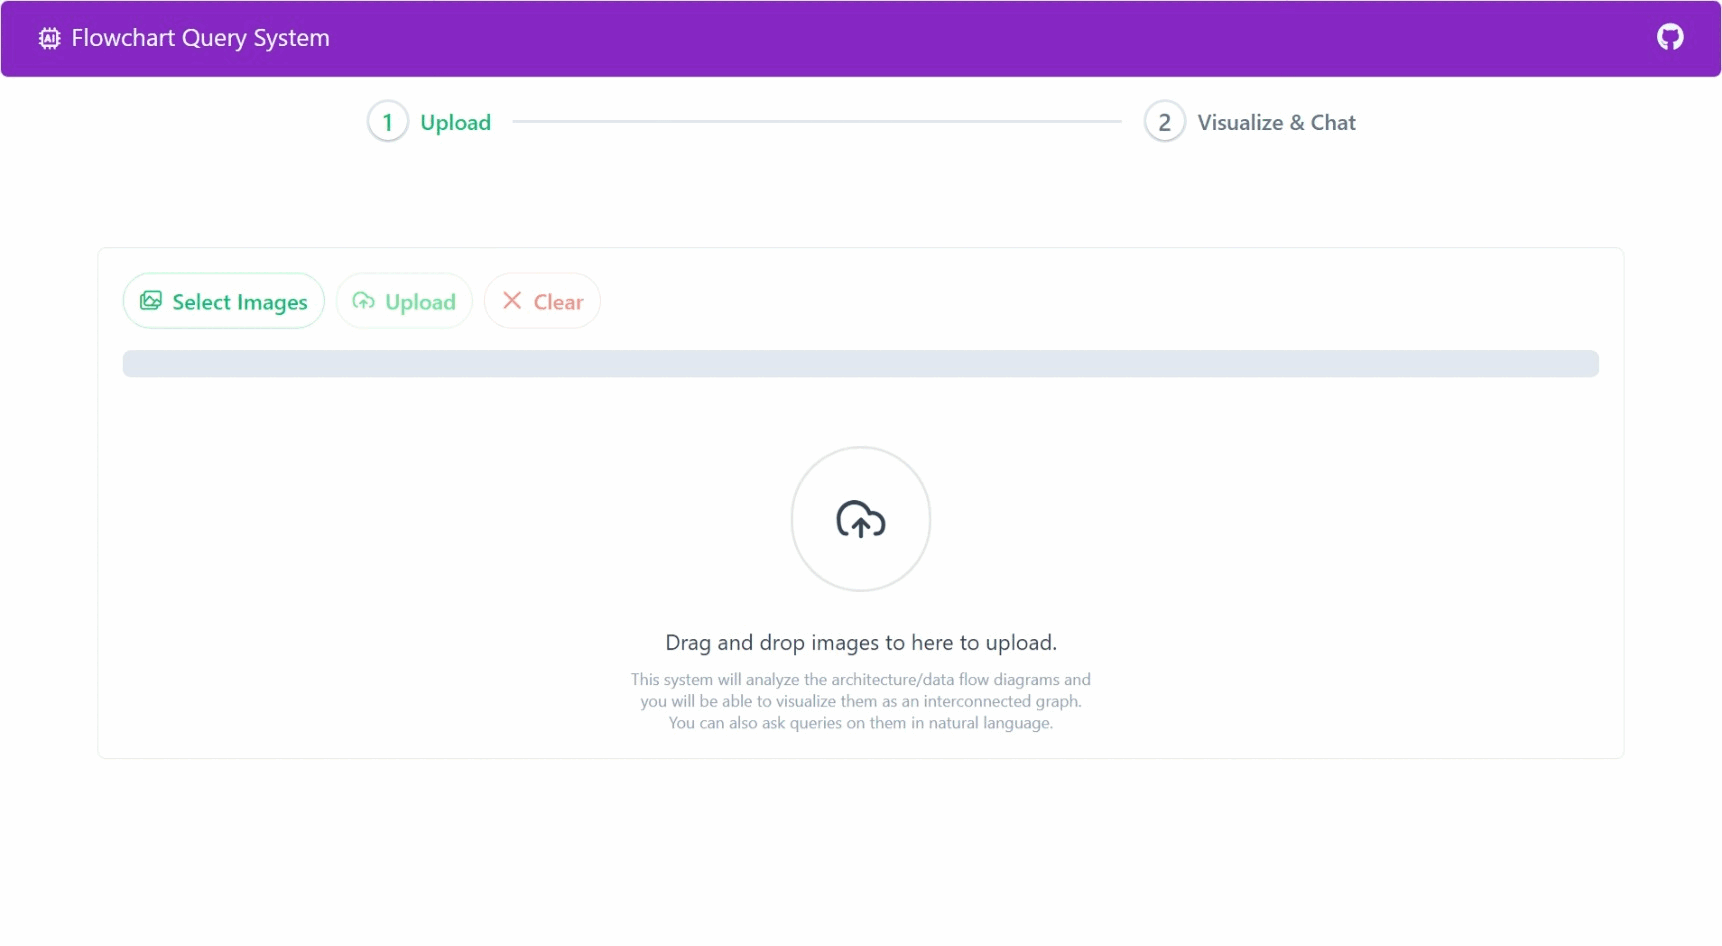 Flowchart Query System
1 Upload
2 Visualize & Chat
Select Images
Upload
Clear
Drag and drop images to here to upload.
This system will analyze the architecture/data flow diagrams and
you will be able to visualize them as an interconnected graph.
You can also ask queries on them in natural language.